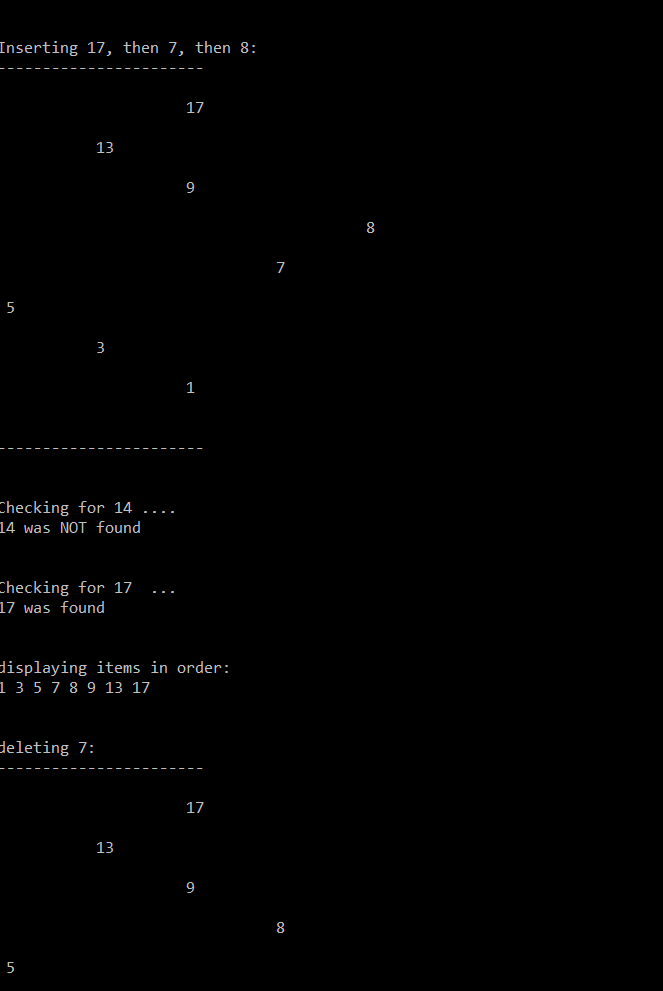 Inserting 17, then 7, then 8:
-----------------------
17
13
9
8
7
5
3
1
-----------------------
Checking for 14 ....
14 was NOT found
Checking for 17  ...
17 was found
displaying items in order:
1 3 5 7 8 9 13 17
deleting 7:
-----------------------
17
13
9
8
5